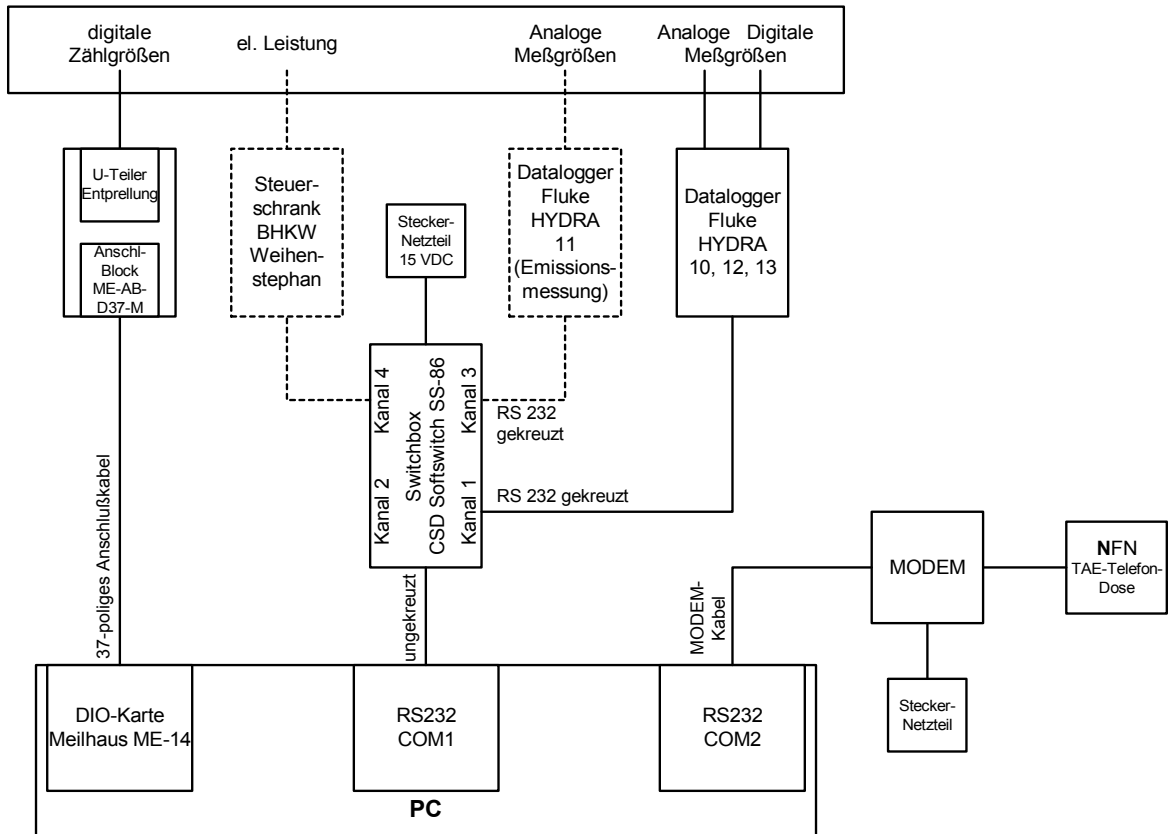 digitale
Zählgrößen
el. Leistung
Analoge
Meßgrößen
Analoge Digitale
Meßgrößen
U-Teiler
Entprellung
Anschl-
Block
ME-AB-
D37-M
Steuer-
schrank
BHKW
Weihen-
stephan
Stecker-
Netzteil
15 VDC
Datalogger
Fluke
HYDRA
11
(Emissions-
messung)
Datalogger
Fluke
HYDRA
10, 12, 13
Kanal 4
Kanal 2
Switchbox
CSD Softswitch SS-86
Kanal 3
Kanal 1
RS 232
gekreuzt
RS 232 gekreuzt
37-poliges Anschlußkabel
ungekreuzt
MODEM-
Kabel
MODEM
NFN
TAE-Telefon-
Dose
Stecker-
Netzteil
DIO-Karte
Meilhaus ME-14
RS232
COM1
RS232
COM2
PC